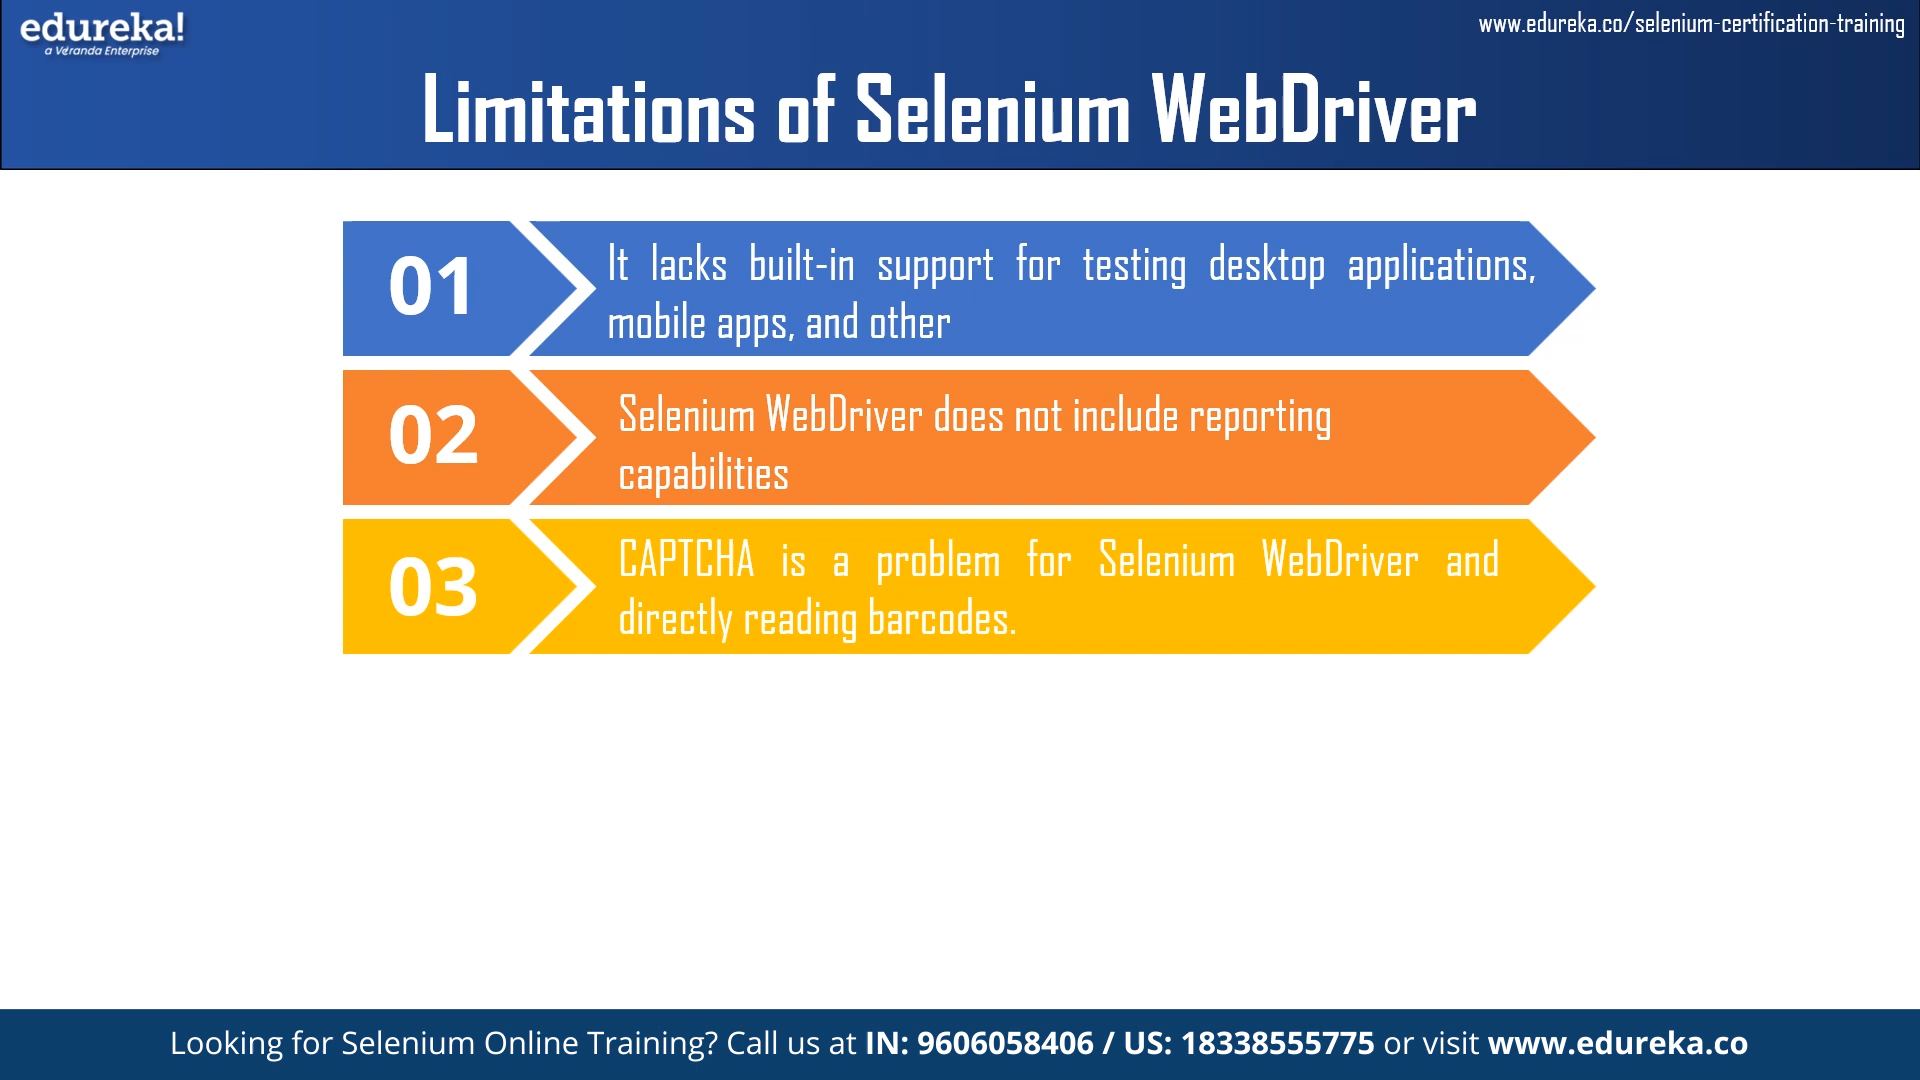 edureka!
a Veranda Enterprise
www.edureka.co/selenium-certification-training
Limitations of Selenium WebDriver
01
It lacks built-in support for testing desktop applications,
mobile apps, and other
02
Selenium WebDriver does not include reporting
capabilities
03
CAPTCHA is a problem for Selenium WebDriver and
directly reading barcodes.
Looking for Selenium Online Training? Call us at IN: 9606058406 / US: 18338555775 or visit www.edureka.co